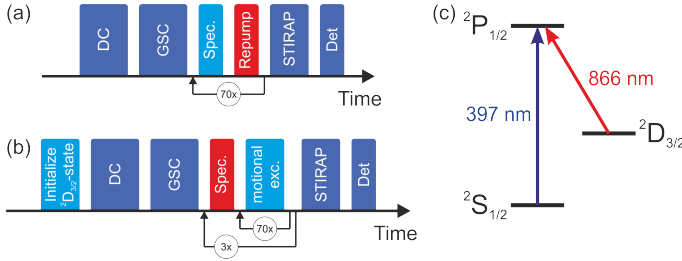 (a)
DC
GSC
Spec.
Repump
STIRAP
Det
70x
Time
(b)
Initialize
²D₃/₂-state
DC
GSC
Spec.
motional
exc.
STIRAP
Det
70x
3x
Time
(c)
²P₁/₂
866 nm
397 nm
²D₃/₂
²S₁/₂